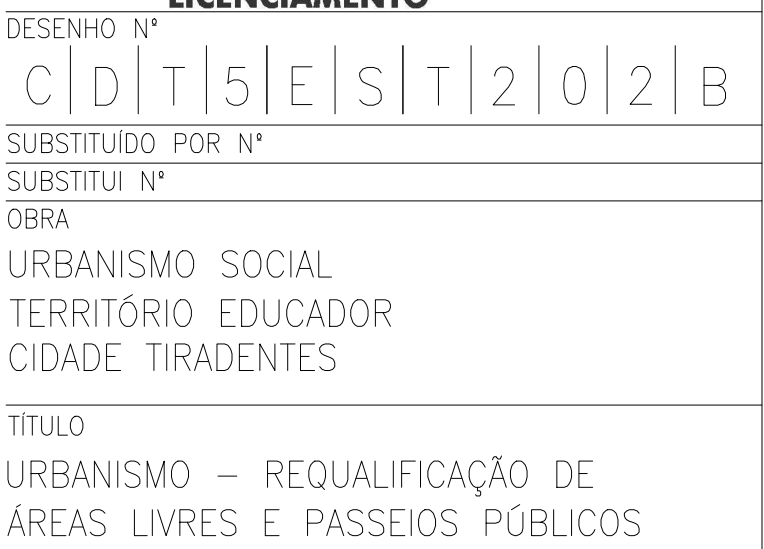 LICENCIAMENTO
DESENHO Nº
C D T 5 E S T 2 0 2 B
SUBSTITUÍDO POR Nº
SUBSTITUI Nº
OBRA
URBANISMO SOCIAL
TERRITÓRIO EDUCADOR
CIDADE TIRADENTES
TÍTULO
URBANISMO – REQUALIFICAÇÃO DE
ÁREAS LIVRES E PASSEIOS PÚBLICOS